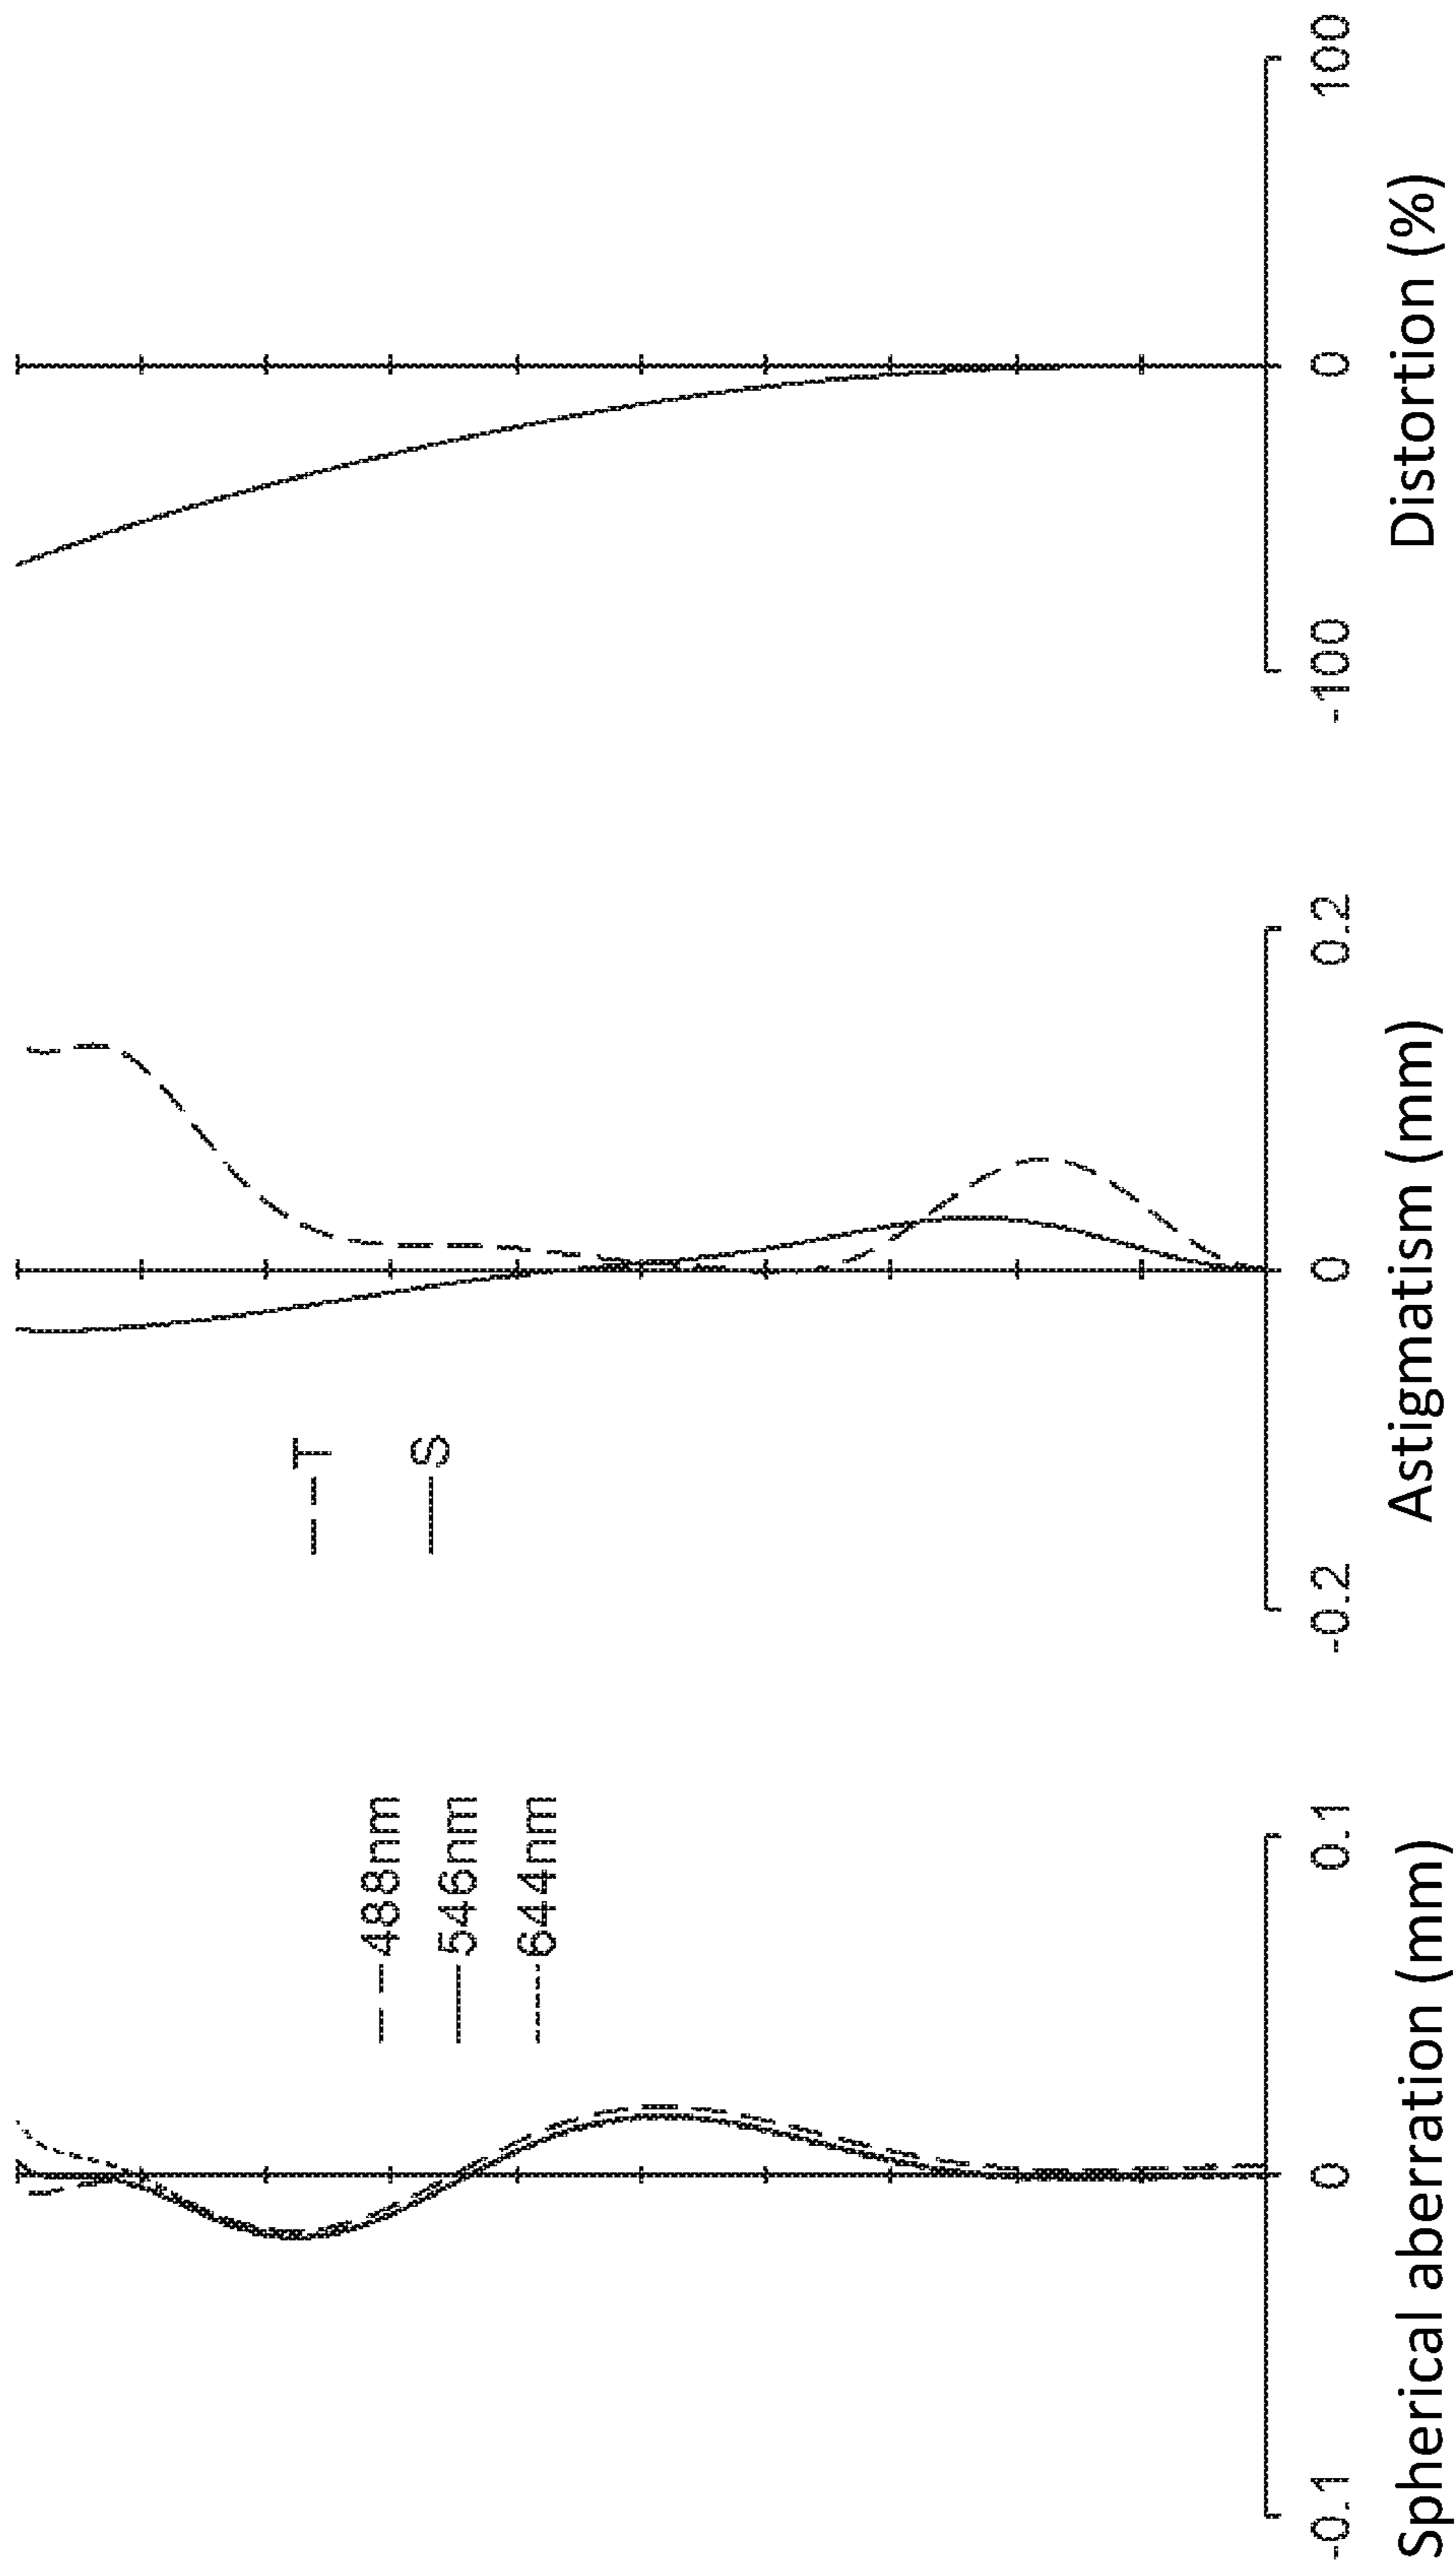 488nm
546nm
644nm
-0.1
0
0.1
Spherical aberration (mm)
T
S
-0.2
0
0.2
Astigmatism (mm)
-100
0
100
Distortion (%)